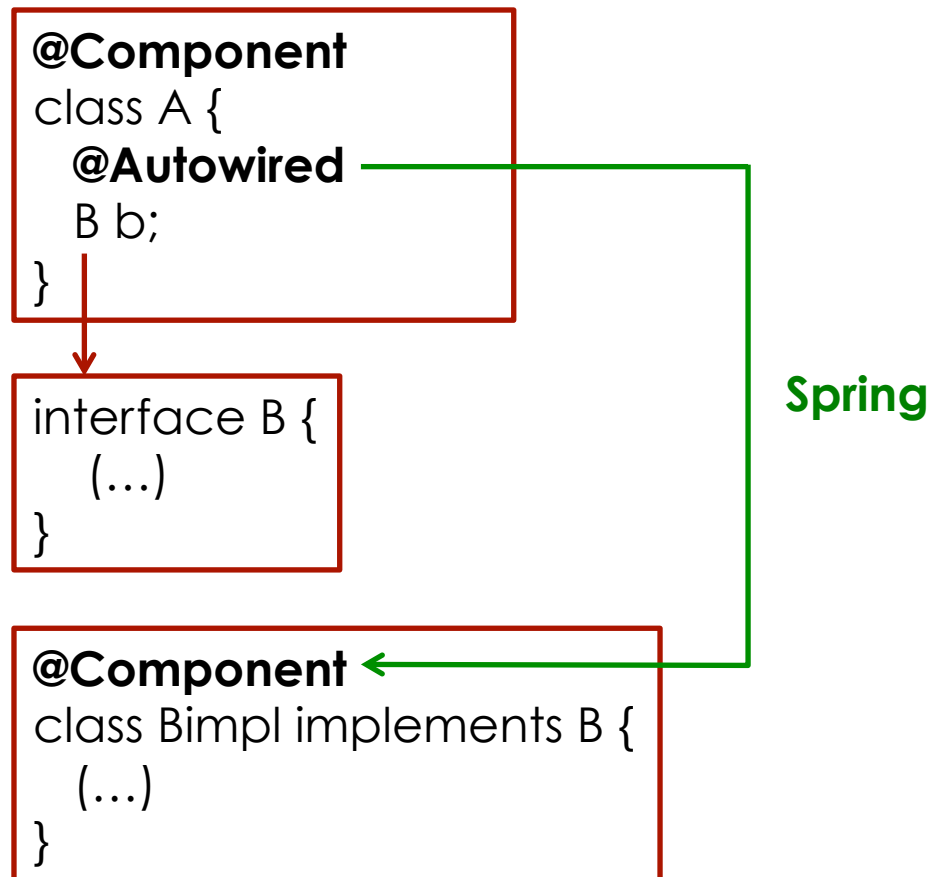 @Component
class A {
@Autowired
B b;
}
interface B {
(…)
}
Spring
@Component
class Bimpl implements B {
(…)
}